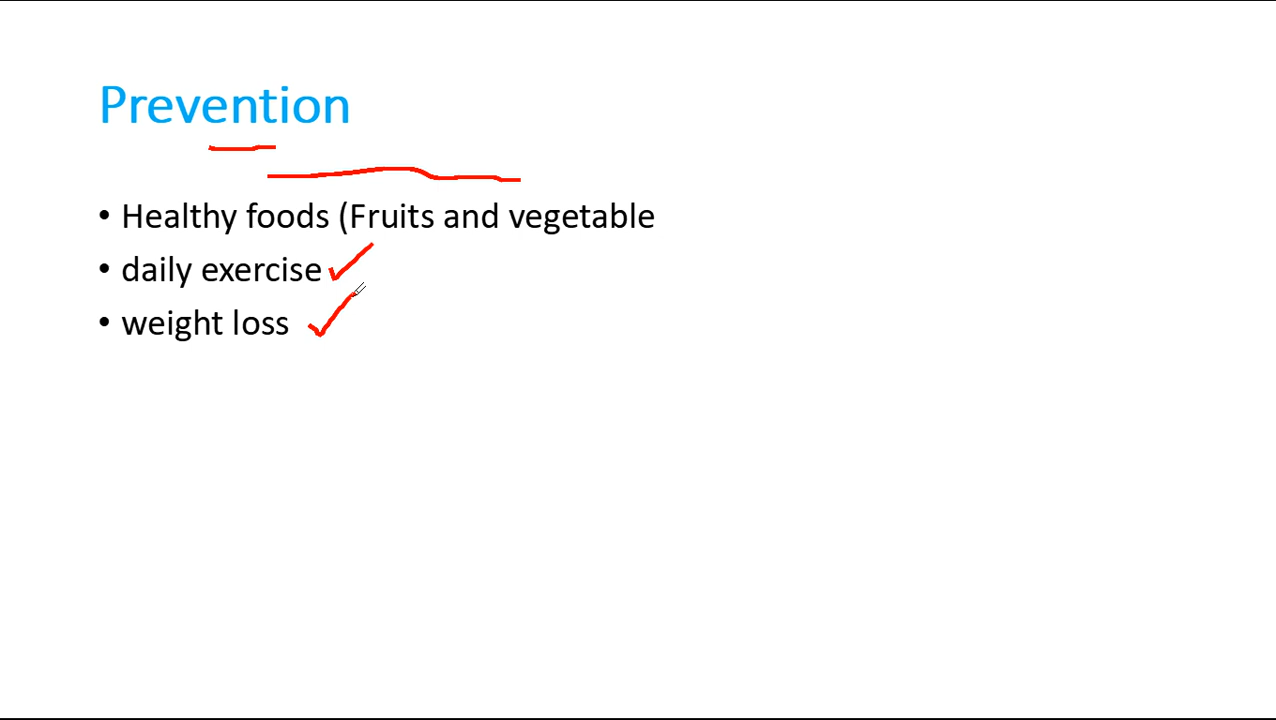 Prevention
• Healthy foods (Fruits and vegetable
• daily exercise
• weight loss